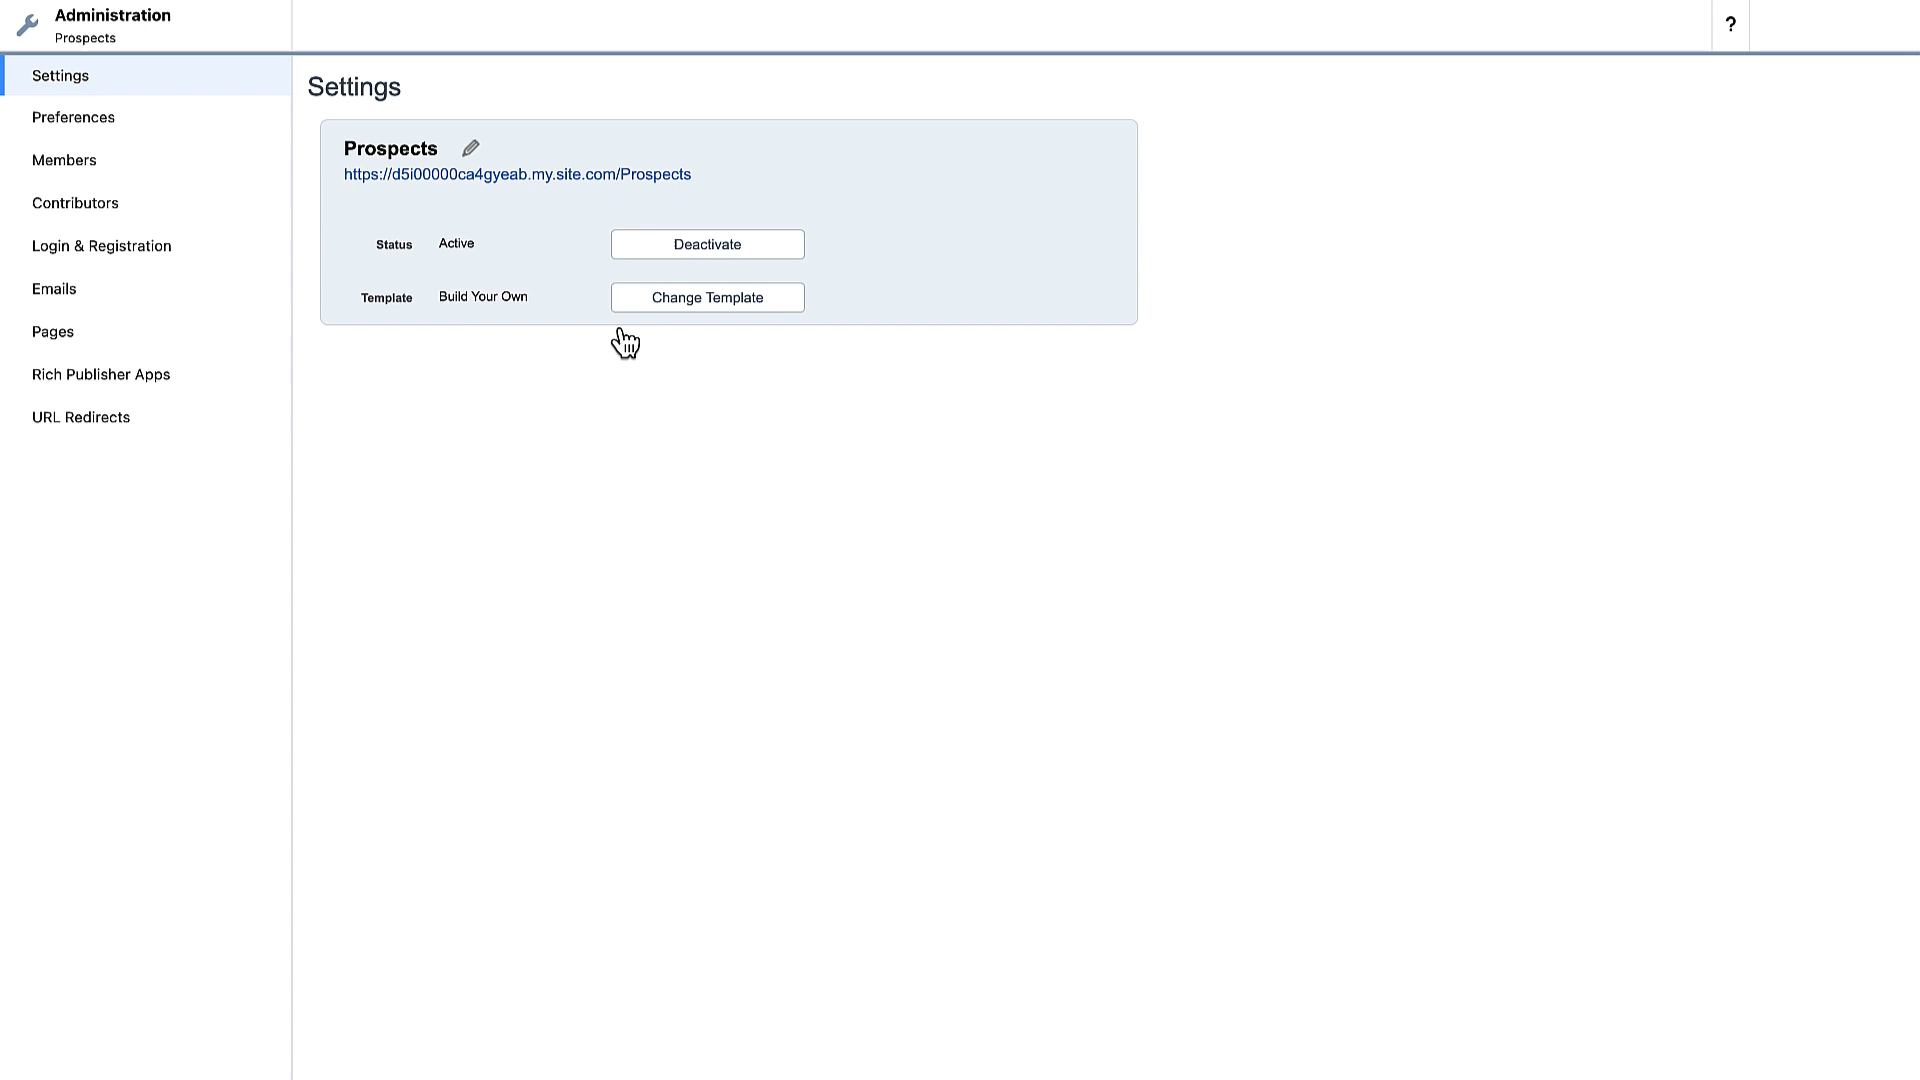 Administration
Prospects
?
Settings
Preferences
Members
Contributors
Login & Registration
Emails
Pages
Rich Publisher Apps
URL Redirects
Settings
Prospects
https://d5i00000ca4gyeab.my.site.com/Prospects
Status Active Deactivate
Template Build Your Own Change Template